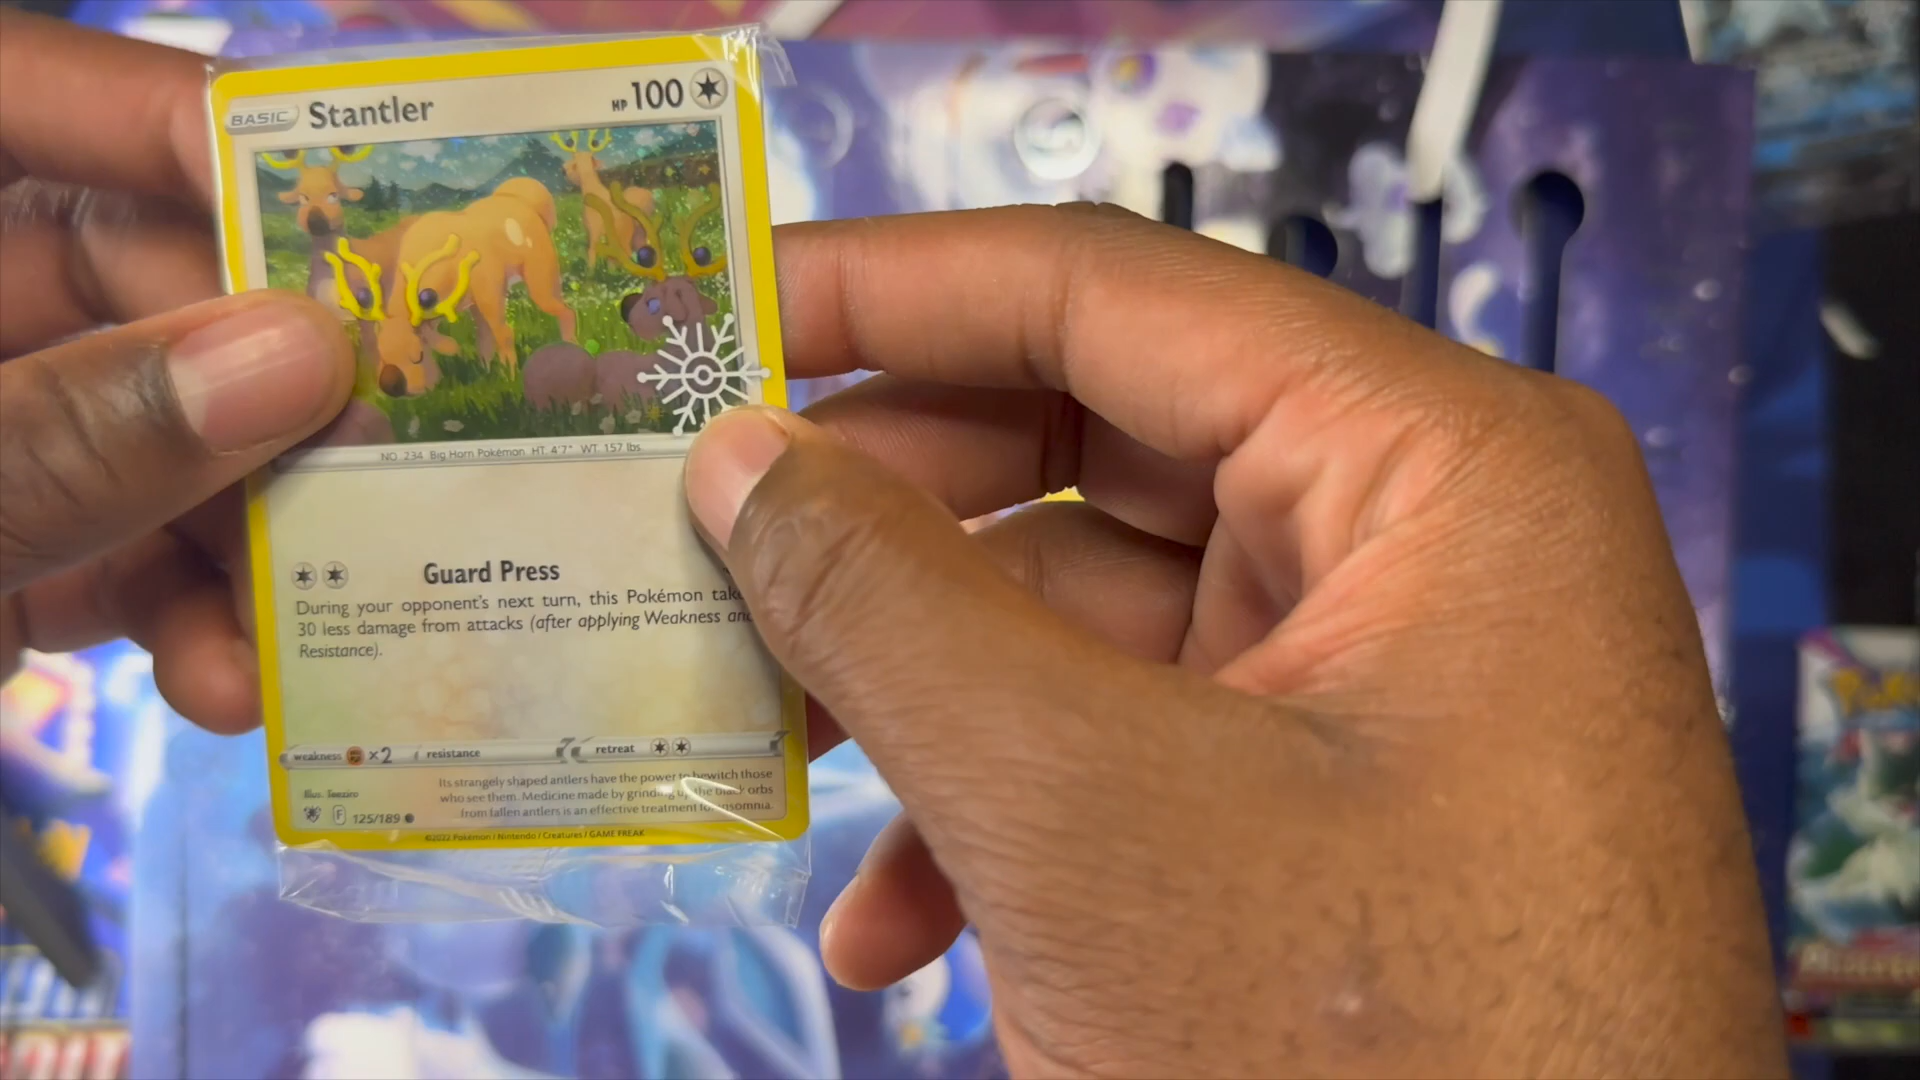 BASIC Stantler HP 100
NO. 234 Big Horn Pokémon HT 4'7" WT 157 lbs
Guard Press
During your opponent's next turn, this Pokémon
30 less damage from attacks (after applying Weakness and
Resistance).
weakness ×2 resistance retreat
Its strangely shaped antlers have the power to bewitch those
Illus. Teeziro
who see them. Medicine made by grinding up the black orbs
from fallen antlers is an effective treatment for insomnia.
F 125/189
©2022 Pokémon / Nintendo / Creatures / GAME FREAK